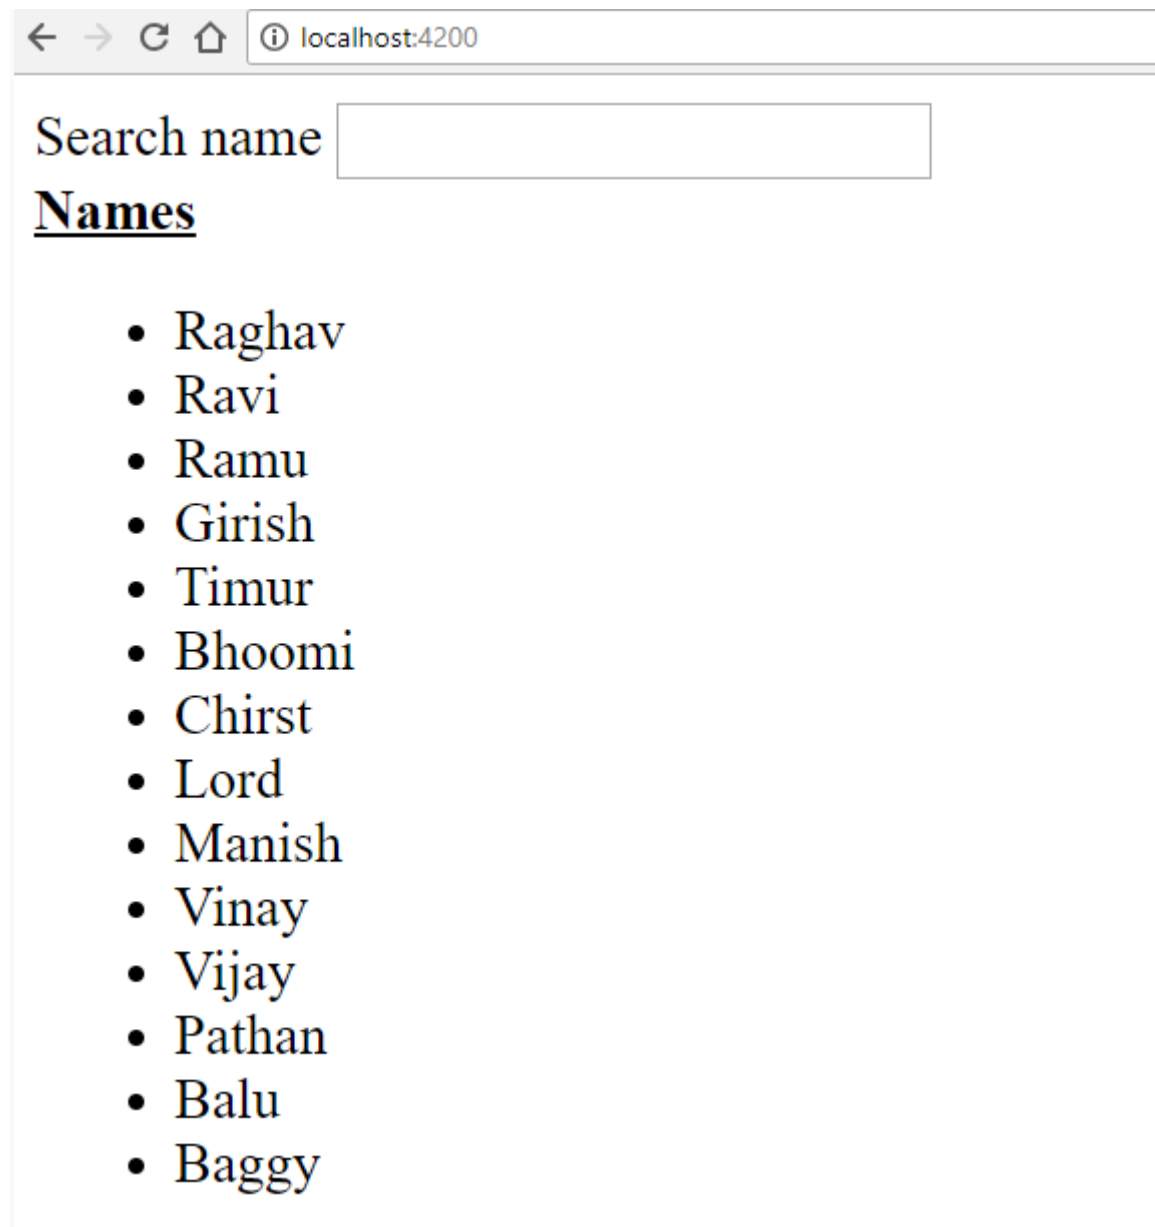 localhost:4200
Search name
Names
Raghav
Ravi
Ramu
Girish
Timur
Bhoomi
Chirst
Lord
Manish
Vinay
Vijay
Pathan
Balu
Baggy